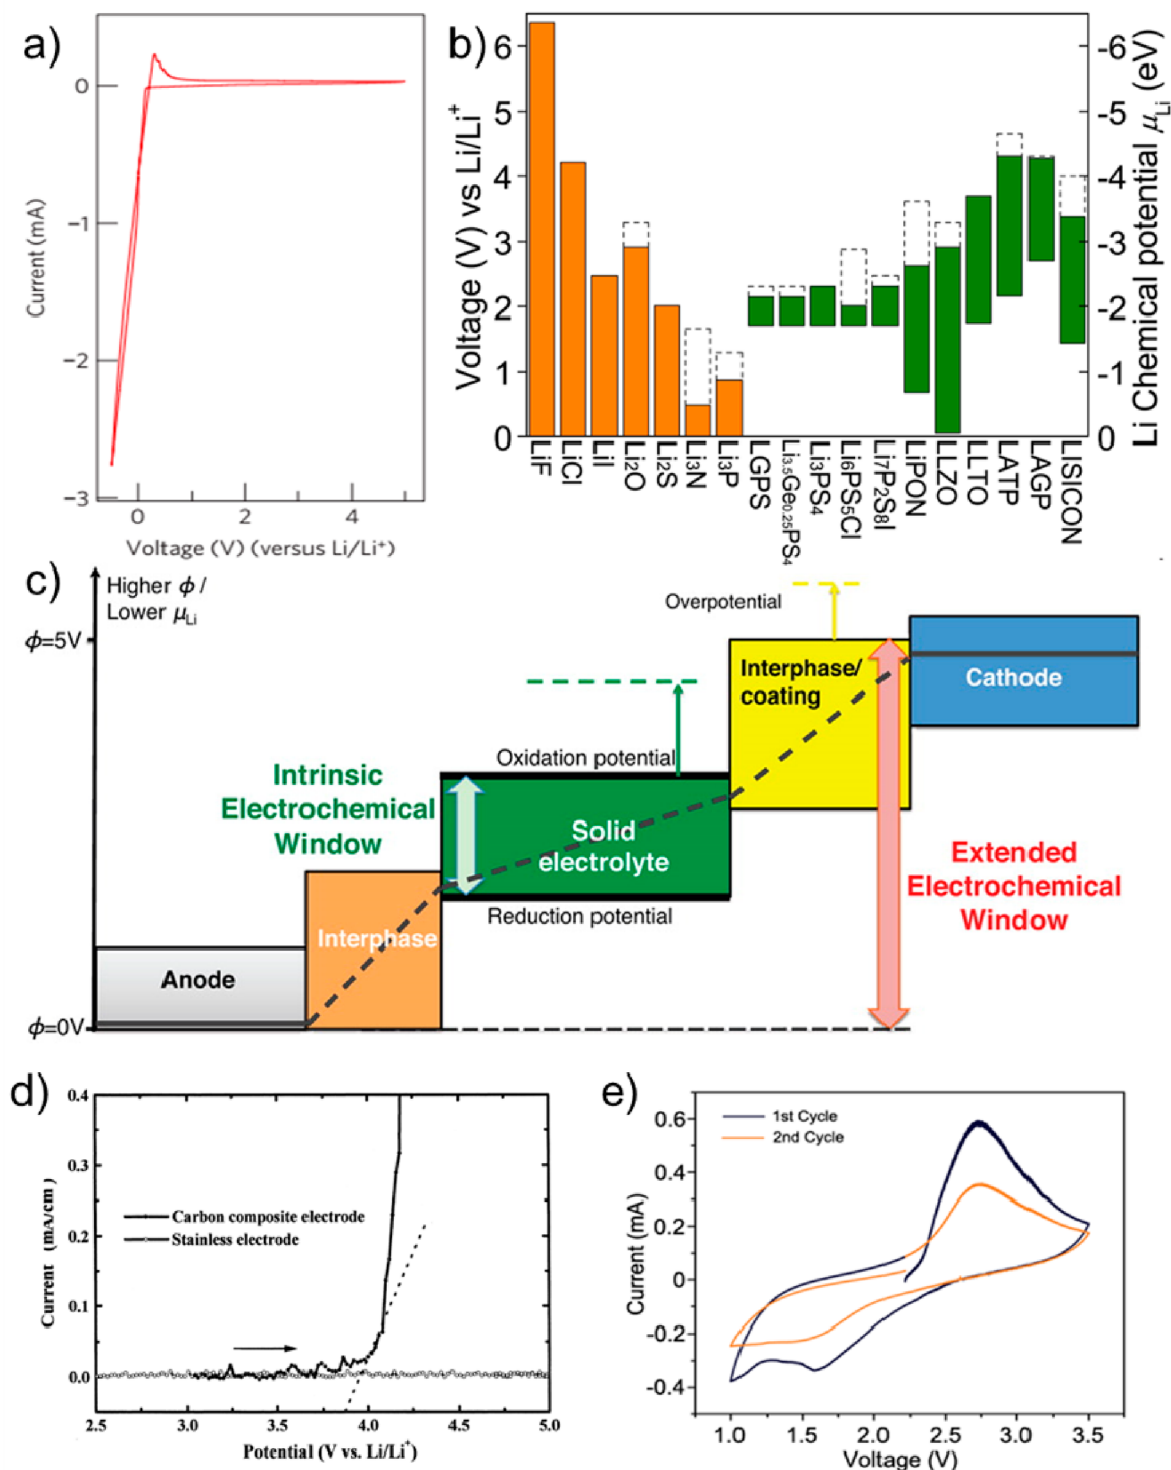 a)
0
−1
−2
−3
Current (mA)
0
2
4
Voltage (V) (versus Li/Li⁺)
b)
6
5
4
3
2
1
0
Voltage (V) vs Li/Li⁺
-6
-5
-4
-3
-2
-1
0
Li Chemical potential μLi (eV)
LiF
LiCl
LiI
Li₂O
Li₂S
Li₃N
Li₃P
LGPS
Li₃.₅Ge₀.₂₅PS₄
Li₃PS₄
Li₆PS₅Cl
Li₇P₂S₈I
LiPON
LLZO
LLTO
LATP
LAGP
LISICON
c)
Higher ϕ /
Lower μLi
ϕ=5V
ϕ=0V
Overpotential
Interphase/
coating
Cathode
Oxidation potential
Intrinsic
Electrochemical
Window
Solid
electrolyte
Extended
Electrochemical
Window
Reduction potential
Interphase
Anode
d)
0.4
0.3
0.2
0.1
0.0
Current (mA/cm)
Carbon composite electrode
Stainless electrode
2.5
3.0
3.5
4.0
4.5
5.0
Potential (V vs. Li/Li⁺)
e)
1st Cycle
2nd Cycle
0.6
0.4
0.2
0
-0.2
-0.4
Current (mA)
1.0
1.5
2.0
2.5
3.0
3.5
Voltage (V)